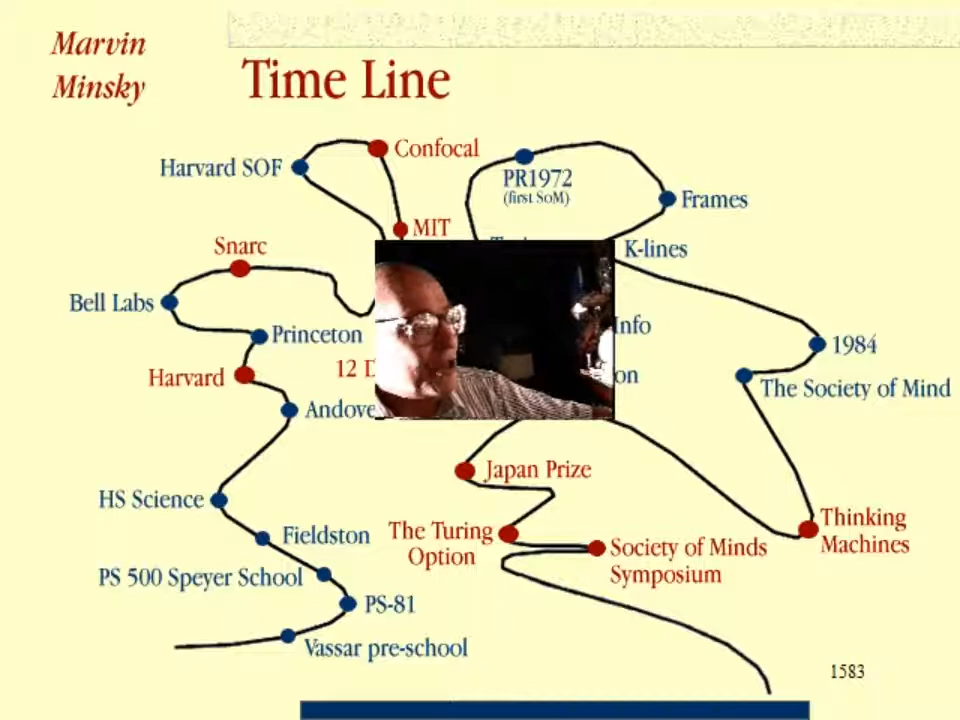 Marvin
Minsky
Time Line
Confocal
Harvard SOF
PR1972
(first SoM)
Frames
MIT
Snarc
K-lines
Bell Labs
Info
Princeton
1984
12
Harvard
The Society of Mind
Japan Prize
HS Science
Thinking
Machines
Fieldston
The Turing
Option
Society of Minds
Symposium
PS 500 Speyer School
PS-81
Vassar pre-school
1583